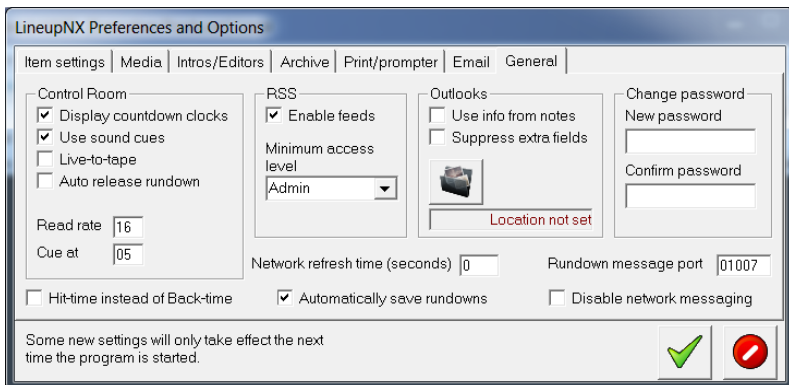 LineupNX Preferences and Options
Item settings
Media
Intros/Editors
Archive
Print/prompter
Email
General
Control Room
Display countdown clocks
Use sound cues
Live-to-tape
Auto release rundown
Read rate 16
Cue at 05
RSS
Enable feeds
Minimum access
level
Admin
Outlooks
Use info from notes
Suppress extra fields
Location not set
Change password
New password
Confirm password
Network refresh time (seconds) 0
Rundown message port 01007
Hit-time instead of Back-time
Automatically save rundowns
Disable network messaging
Some new settings will only take effect the next
time the program is started.